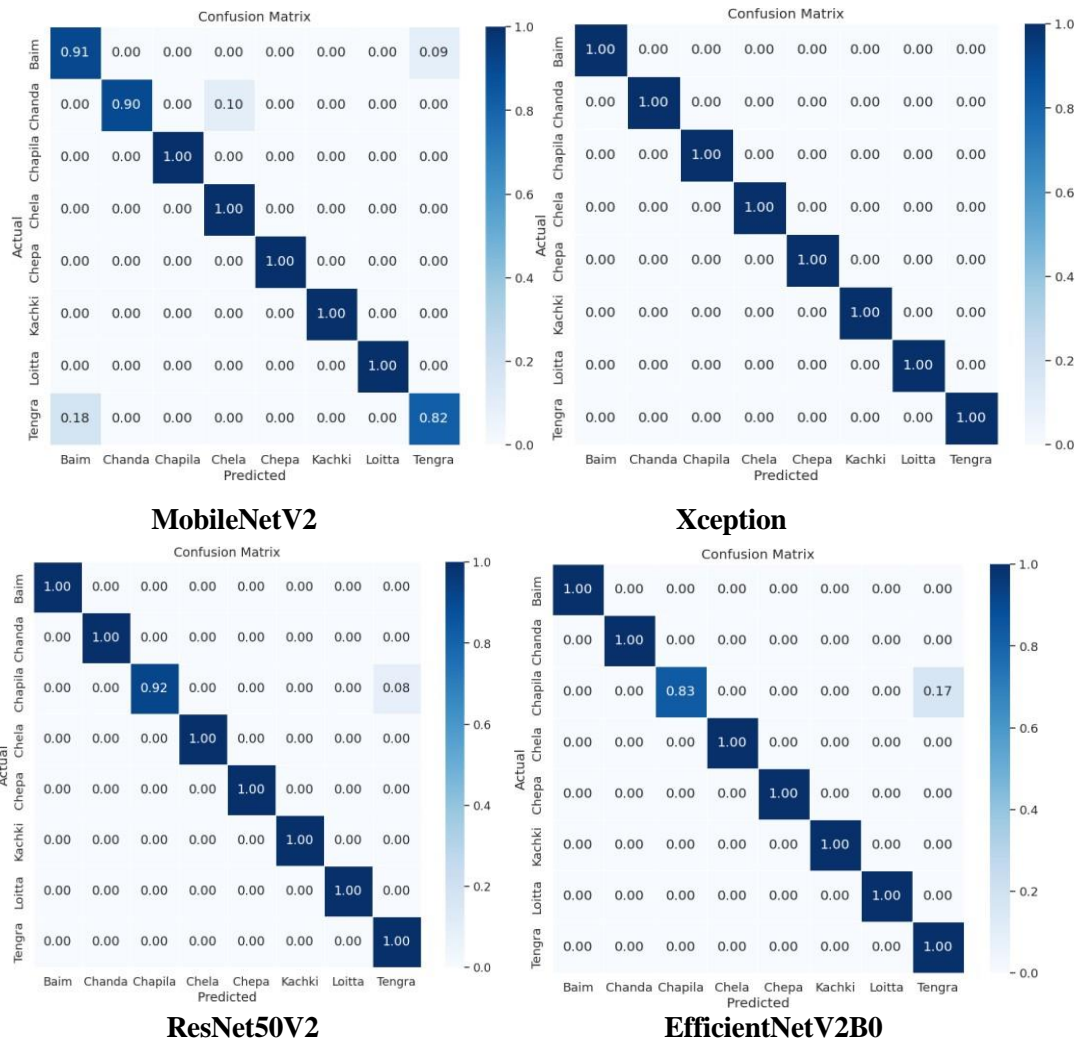 Confusion Matrix
Baim 0.91 0.00 0.00 0.00 0.00 0.00 0.00 0.09
Chanda 0.00 0.90 0.00 0.10 0.00 0.00 0.00 0.00
Chapila 0.00 0.00 1.00 0.00 0.00 0.00 0.00 0.00
Chela 0.00 0.00 0.00 1.00 0.00 0.00 0.00 0.00
Chepa 0.00 0.00 0.00 0.00 1.00 0.00 0.00 0.00
Kachki 0.00 0.00 0.00 0.00 0.00 1.00 0.00 0.00
Loitta 0.00 0.00 0.00 0.00 0.00 0.00 1.00 0.00
Tengra 0.18 0.00 0.00 0.00 0.00 0.00 0.00 0.82
Actual
Baim Chanda Chapila Chela Chepa Kachki Loitta Tengra
Predicted
1.0
0.8
0.6
0.4
0.2
0.0
MobileNetV2
Confusion Matrix
Baim 1.00 0.00 0.00 0.00 0.00 0.00 0.00 0.00
Chanda 0.00 1.00 0.00 0.00 0.00 0.00 0.00 0.00
Chapila 0.00 0.00 1.00 0.00 0.00 0.00 0.00 0.00
Chela 0.00 0.00 0.00 1.00 0.00 0.00 0.00 0.00
Chepa 0.00 0.00 0.00 0.00 1.00 0.00 0.00 0.00
Kachki 0.00 0.00 0.00 0.00 0.00 1.00 0.00 0.00
Loitta 0.00 0.00 0.00 0.00 0.00 0.00 1.00 0.00
Tengra 0.00 0.00 0.00 0.00 0.00 0.00 0.00 1.00
Actual
Baim Chanda Chapila Chela Chepa Kachki Loitta Tengra
Predicted
1.0
0.8
0.6
0.4
0.2
0.0
Xception
Confusion Matrix
Baim 1.00 0.00 0.00 0.00 0.00 0.00 0.00 0.00
Chanda 0.00 1.00 0.00 0.00 0.00 0.00 0.00 0.00
Chapila 0.00 0.00 0.92 0.00 0.00 0.00 0.00 0.08
Chela 0.00 0.00 0.00 1.00 0.00 0.00 0.00 0.00
Chepa 0.00 0.00 0.00 0.00 1.00 0.00 0.00 0.00
Kachki 0.00 0.00 0.00 0.00 0.00 1.00 0.00 0.00
Loitta 0.00 0.00 0.00 0.00 0.00 0.00 1.00 0.00
Tengra 0.00 0.00 0.00 0.00 0.00 0.00 0.00 1.00
Actual
Baim Chanda Chapila Chela Chepa Kachki Loitta Tengra
Predicted
1.0
0.8
0.6
0.4
0.2
0.0
ResNet50V2
Confusion Matrix
Baim 1.00 0.00 0.00 0.00 0.00 0.00 0.00 0.00
Chanda 0.00 1.00 0.00 0.00 0.00 0.00 0.00 0.00
Chapila 0.00 0.00 0.83 0.00 0.00 0.00 0.00 0.17
Chela 0.00 0.00 0.00 1.00 0.00 0.00 0.00 0.00
Chepa 0.00 0.00 0.00 0.00 1.00 0.00 0.00 0.00
Kachki 0.00 0.00 0.00 0.00 0.00 1.00 0.00 0.00
Loitta 0.00 0.00 0.00 0.00 0.00 0.00 1.00 0.00
Tengra 0.00 0.00 0.00 0.00 0.00 0.00 0.00 1.00
Actual
Baim Chanda Chapila Chela Chepa Kachki Loitta Tengra
Predicted
1.0
0.8
0.6
0.4
0.2
0.0
EfficientNetV2B0